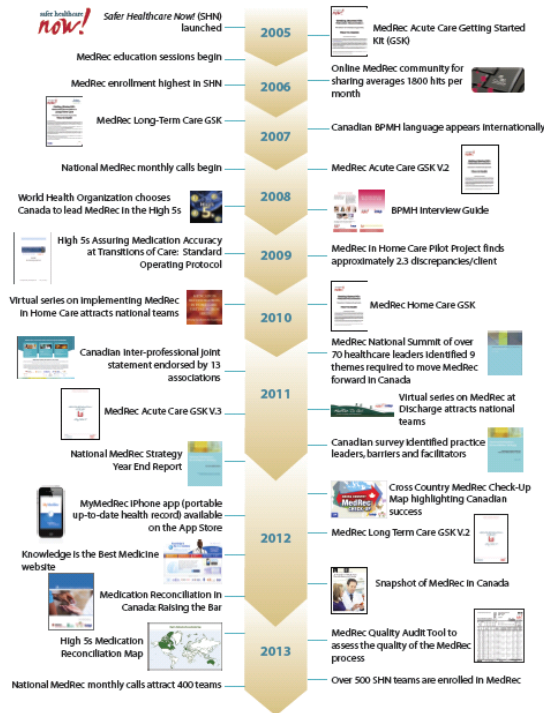 safer healthcare
now!
Safer Healthcare Now! (SHN)
launched
2005
MedRec Acute Care Getting Started
Kit (GSK)
MedRec education sessions begin
MedRec enrollment highest in SHN
2006
Online MedRec community for
sharing averages 1800 hits per
month
MedRec Long-Term Care GSK
2007
Canadian BPMH language appears internationally
National MedRec monthly calls begin
MedRec Acute Care GSK V.2
World Health Organization chooses
Canada to lead MedRec in the High 5s
2008
BPMH Interview Guide
High 5s Assuring Medication Accuracy
at Transitions of Care: Standard
Operating Protocol
2009
MedRec in Home Care Pilot Project finds
approximately 2.3 discrepancies/client
Virtual series on implementing MedRec
in Home Care attracts national teams
2010
MedRec Home Care GSK
Canadian inter-professional joint
statement endorsed by 13
associations
MedRec National Summit of over
70 healthcare leaders identified 9
themes required to move MedRec
forward in Canada
2011
MedRec Acute Care GSK V.3
Virtual series on MedRec at
Discharge attracts national
teams
National MedRec Strategy
Year End Report
Canadian survey identified practice
leaders, barriers and facilitators
MyMedRec iPhone app (portable
up-to-date health record) available
on the App Store
Cross Country MedRec Check-Up
Map highlighting Canadian
success
MedRec
CHECK-UP
2012
MedRec Long Term Care GSK V.2
Knowledge is the Best Medicine
website
Snapshot of MedRec in Canada
Medication Reconciliation in
Canada: Raising the Bar
High 5s Medication
Reconciliation Map
2013
MedRec Quality Audit Tool to
assess the quality of the MedRec
process
National MedRec monthly calls attract 400 teams
Over 500 SHN teams are enrolled in MedRec